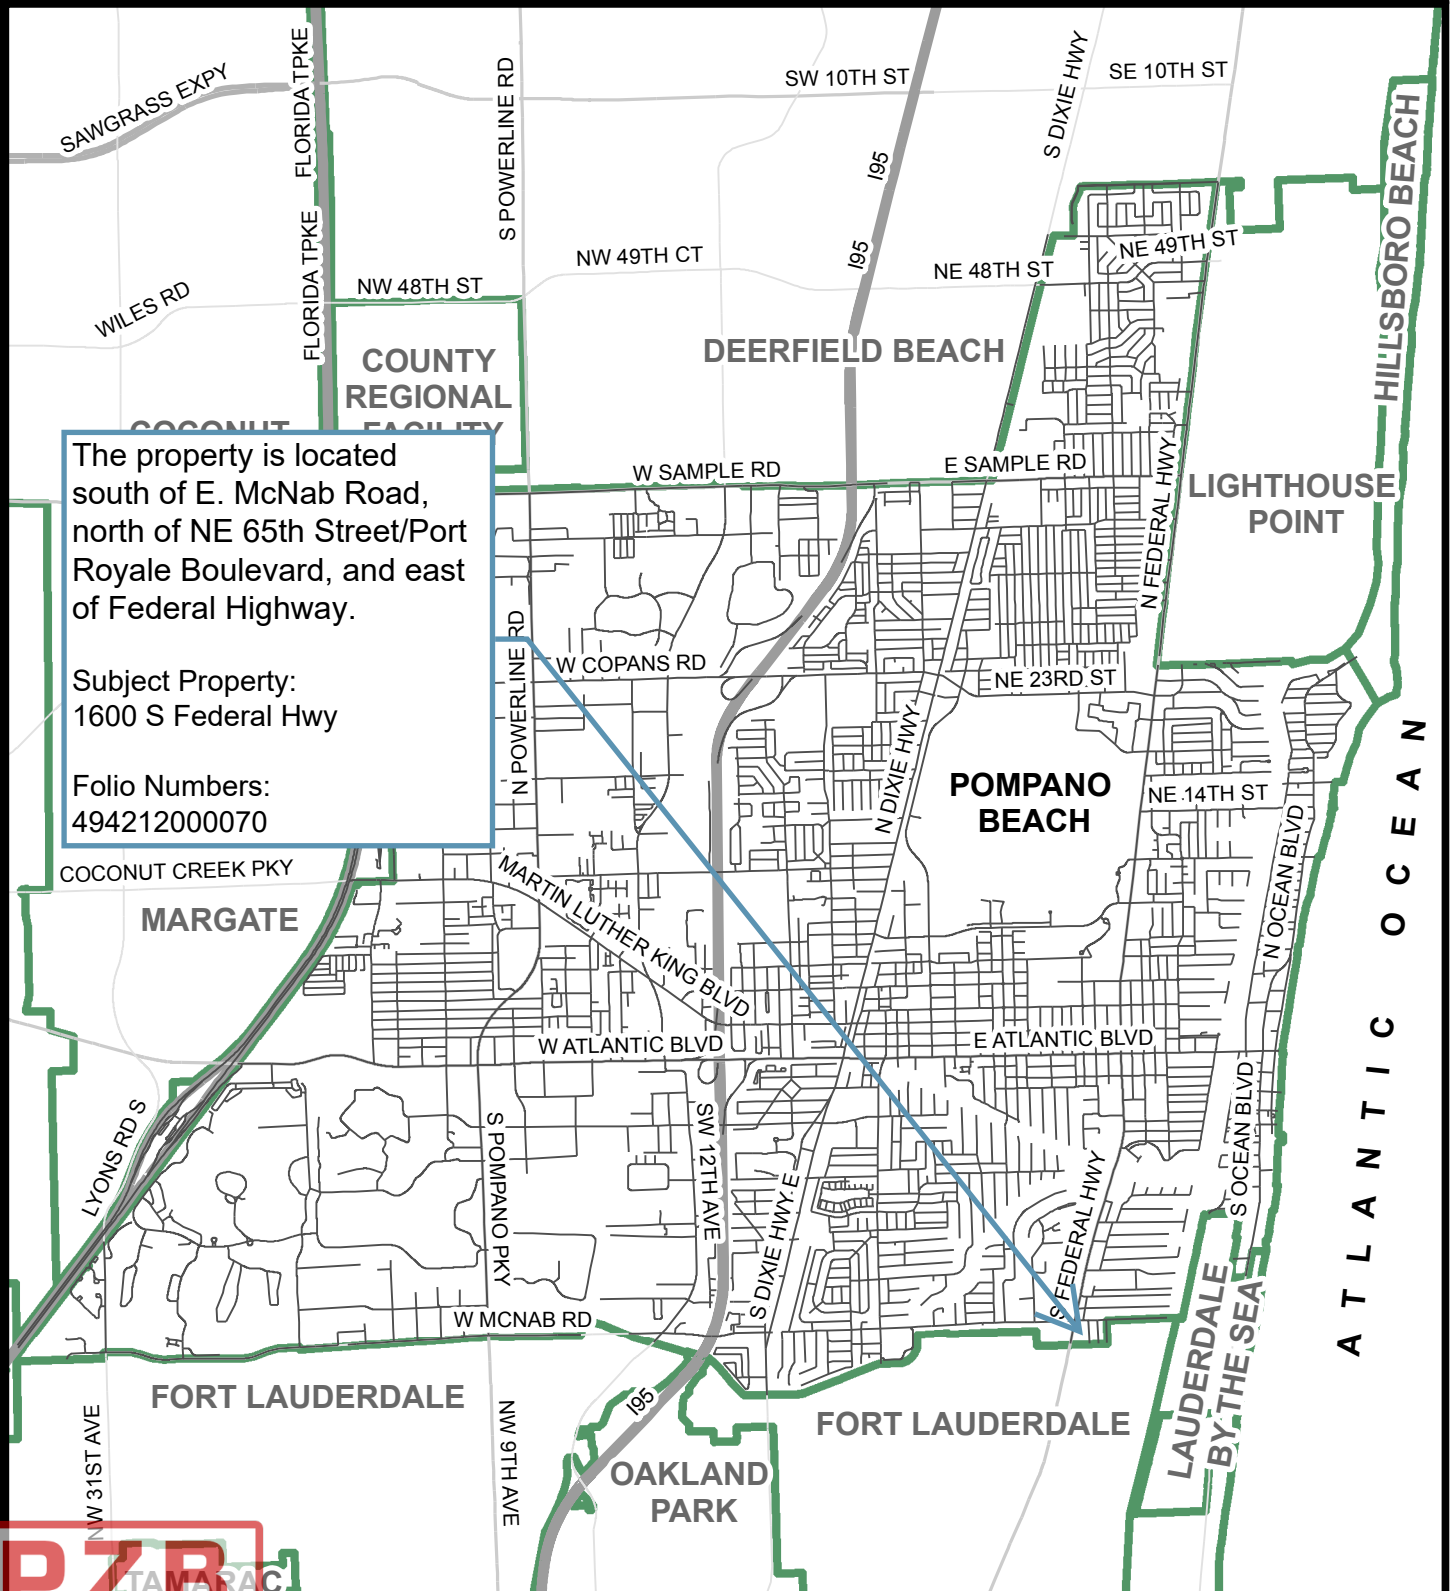 SAWGRASS EXPY
FLORIDA TPKE
FLORIDA TPKE
S POWERLINE RD
SW 10TH ST
SE 10TH ST
S DIXIE HWY
I95
I95
HILLSBORO BEACH
NW 49TH CT
NE 49TH ST
NE 48TH ST
NW 48TH ST
WILES RD
COUNTY
REGIONAL
FACILITY
DEERFIELD BEACH
COCONUT
The property is located
south of E. McNab Road,
north of NE 65th Street/Port
Royale Boulevard, and east
of Federal Highway.
Subject Property:
1600 S Federal Hwy
Folio Numbers:
494212000070
W SAMPLE RD
E SAMPLE RD
N FEDERAL HWY
LIGHTHOUSE
POINT
N POWERLINE RD
W COPANS RD
NE 23RD ST
N DIXIE HWY
POMPANO
BEACH
NE 14TH ST
N OCEAN BLVD
ATLANTIC OCEAN
COCONUT CREEK PKY
MARGATE
MARTIN LUTHER KING BLVD
W ATLANTIC BLVD
E ATLANTIC BLVD
LYONS RD S
S POMPANO PKY
SW 12TH AVE
S DIXIE HWY E
S FEDERAL HWY
S OCEAN BLVD
W MCNAB RD
LAUDERDALE
BY THE SEA
FORT LAUDERDALE
FORT LAUDERDALE
I95
NW 31ST AVE
NW 9TH AVE
OAKLAND
PARK
PZB
TAMARAC